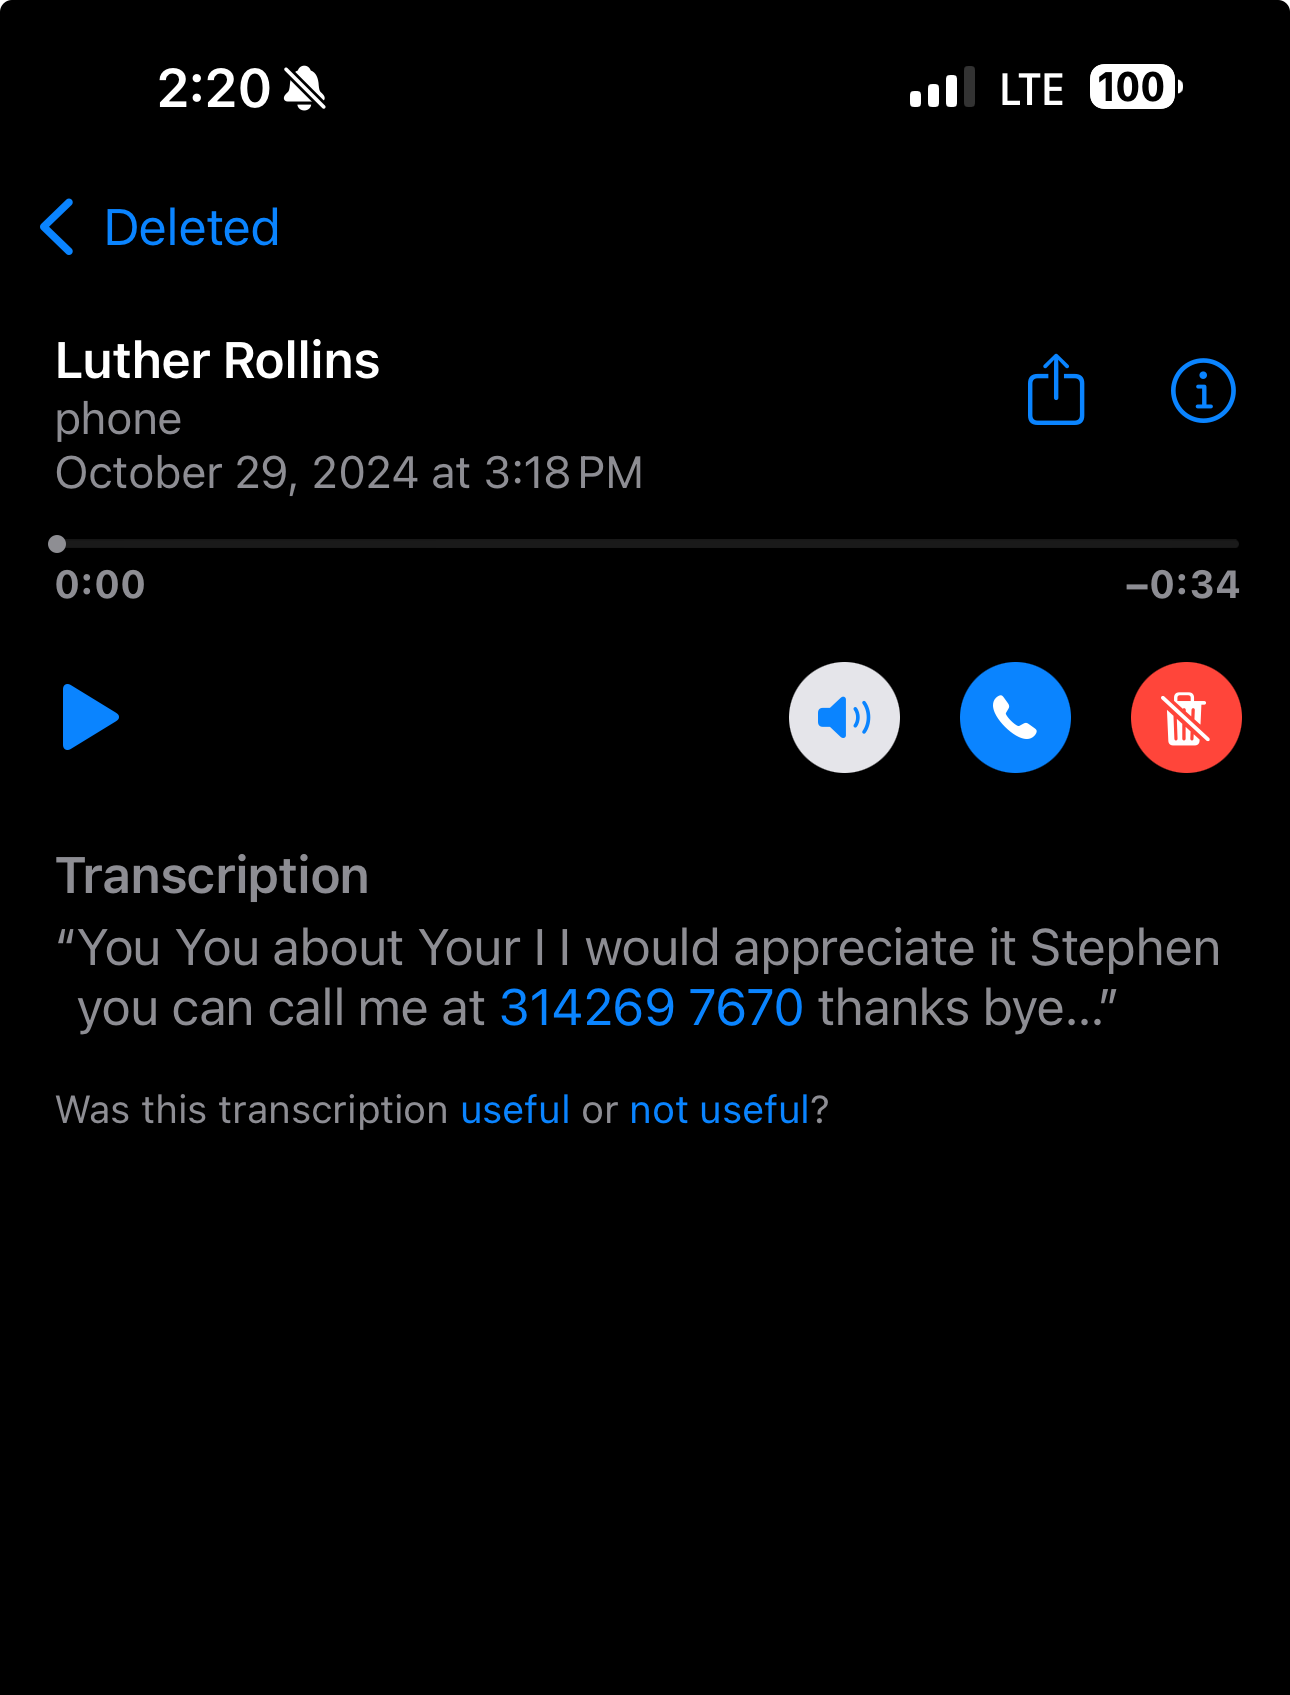 2:20
LTE 100
Deleted
Luther Rollins
phone
October 29, 2024 at 3:18 PM
0:00
–0:34
Transcription
“You You about Your I I would appreciate it Stephen
you can call me at 314269 7670 thanks bye...”
Was this transcription useful or not useful?